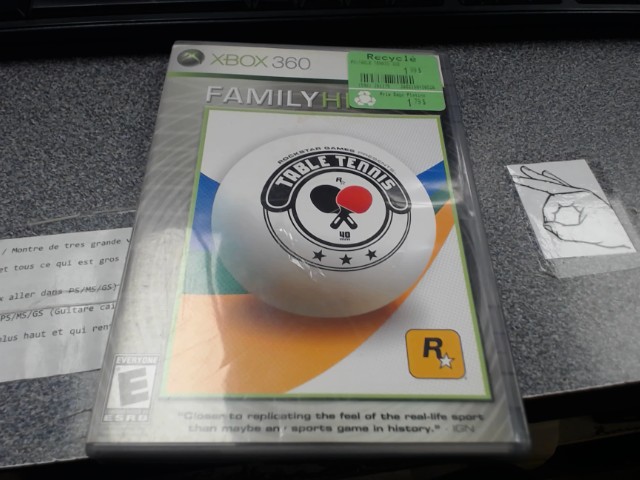 XBOX 360
Recyclé
FAMILY
ROCKSTAR GAMES
TABLE TENNIS
R
40
R
EVERYONE
E
ESRB
"Closest to replicating the feel of the real-life sport
than maybe any sports game in history." - IGN
/ Montre de tres grande
et tous ce qui est gros
x aller dans PS/MS/GS
PS/MS/GS (Guitare
plus haut et qui